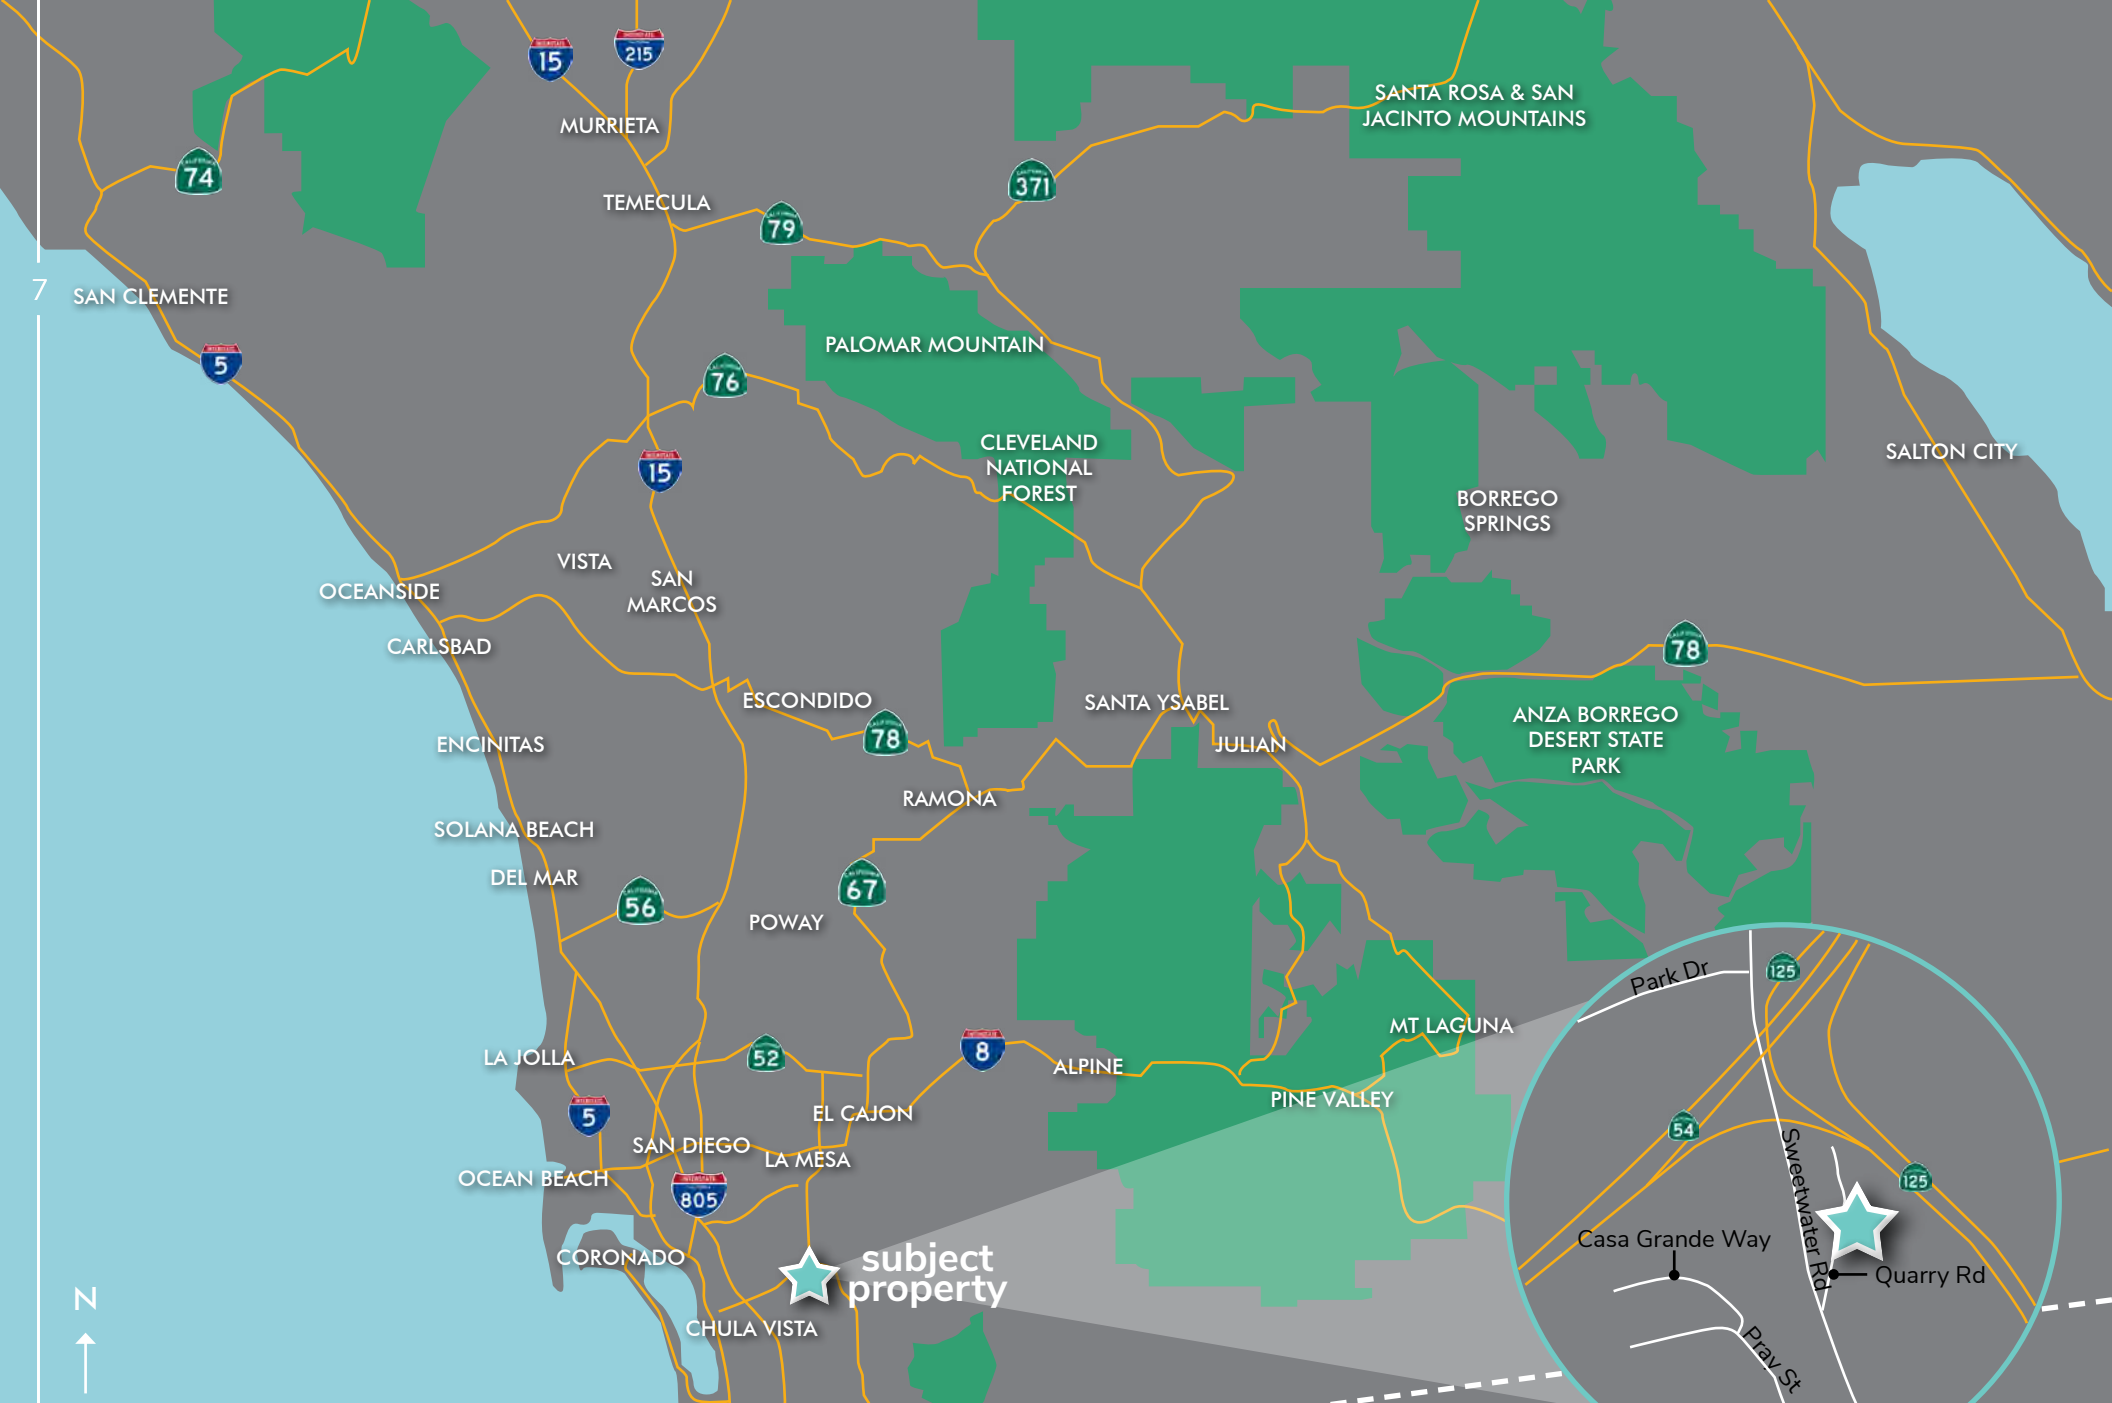 15
215
MURRIETA
SANTA ROSA & SAN
JACINTO MOUNTAINS
74
371
TEMECULA
79
7
SAN CLEMENTE
5
PALOMAR MOUNTAIN
76
CLEVELAND
NATIONAL
FOREST
15
SALTON CITY
BORREGO
SPRINGS
VISTA
SAN
MARCOS
OCEANSIDE
CARLSBAD
78
ESCONDIDO
78
SANTA YSABEL
ANZA BORREGO
DESERT STATE
PARK
ENCINITAS
JULIAN
RAMONA
SOLANA BEACH
DEL MAR
56
67
POWAY
Park Dr
125
MT LAGUNA
LA JOLLA
52
8
ALPINE
5
EL CAJON
PINE VALLEY
54
SAN DIEGO
LA MESA
OCEAN BEACH
805
125
Sweetwater Rd
Casa Grande Way
CORONADO
subject
property
Quarry Rd
N
CHULA VISTA
Pray St